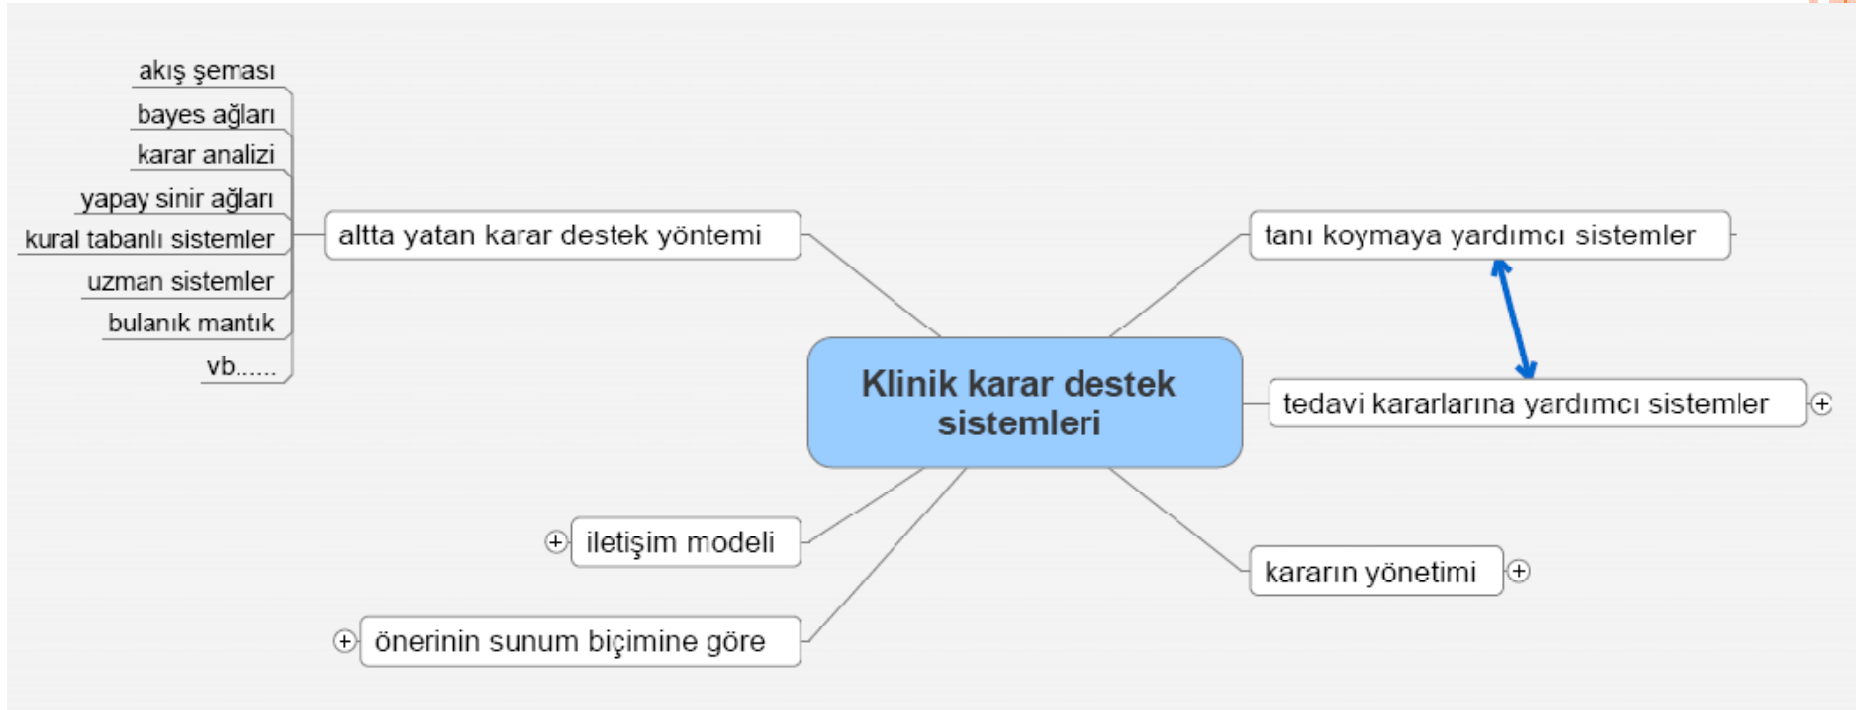 akış şeması
bayes ağları
karar analizi
yapay sinir ağları
kural tabanlı sistemler
uzman sistemler
bulanık mantık
vb......
altta yatan karar destek yöntemi
iletişim modeli
önerinin sunum biçimine göre
Klinik karar destek
sistemleri
tanı koymaya yardımcı sistemler
tedavi kararlarına yardımcı sistemler
kararın yönetimi